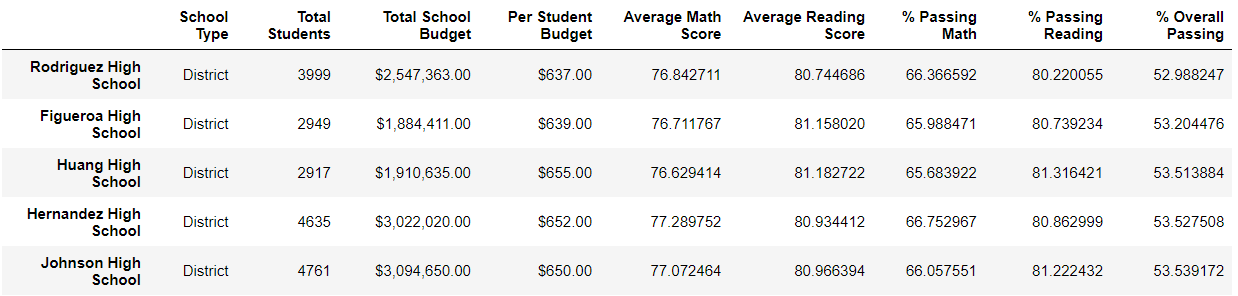 School Type Total Students Total School Budget Per Student Budget Average Math Score Average Reading Score % Passing Math % Passing Reading % Overall Passing
Rodriguez High School District 3999 $2,547,363.00 $637.00 76.842711 80.744686 66.366592 80.220055 52.988247
Figueroa High School District 2949 $1,884,411.00 $639.00 76.711767 81.158020 65.988471 80.739234 53.204476
Huang High School District 2917 $1,910,635.00 $655.00 76.629414 81.182722 65.683922 81.316421 53.513884
Hernandez High School District 4635 $3,022,020.00 $652.00 77.289752 80.934412 66.752967 80.862999 53.527508
Johnson High School District 4761 $3,094,650.00 $650.00 77.072464 80.966394 66.057551 81.222432 53.539172